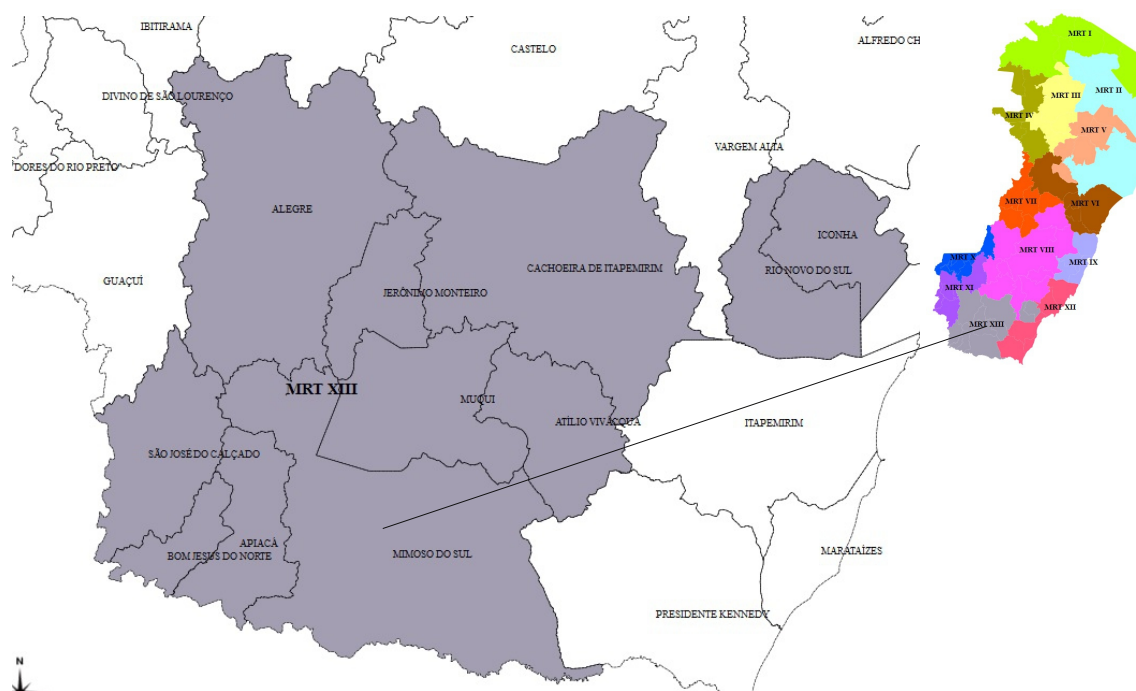 IBITIRAMA
CASTELO
ALFREDO CH
DIVINO DE SÃO LOURENÇO
VARGEM ALTA
DORES DO RIO PRETO
ALEGRE
ICONHA
GUAÇUÍ
CACHOEIRA DE ITAPEMIRIM
RIO NOVO DO SUL
JERÔNIMO MONTEIRO
MRT XIII
MUQUI
ATÍLIO VIVÁCQUA
ITAPEMIRIM
SÃO JOSÉ DO CALÇADO
APIACÀ
BOM JESUS DO NORTE
MIMOSO DO SUL
MARATAÍZES
PRESIDENTE KENNEDY
N
MRT I
MRT II
MRT III
MRT IV
MRT V
MRT VI
MRT VII
MRT VIII
MRT IX
MRT X
MRT XI
MRT XII
MRT XIII